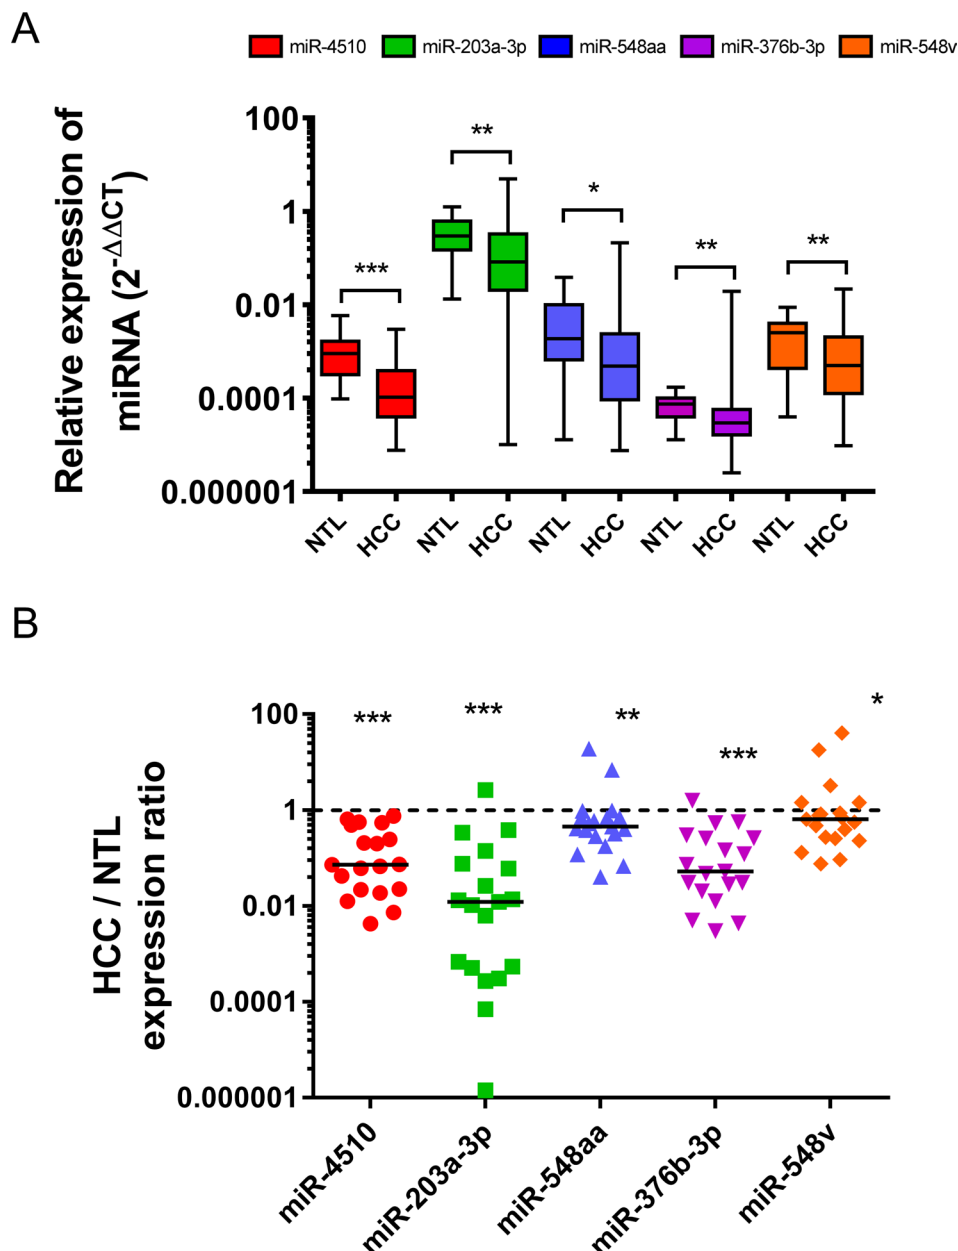 A
miR-4510 miR-203a-3p miR-548aa miR-376b-3p miR-548v
Relative expression of
miRNA (2^-ΔΔCT)
100
1
0.01
0.0001
0.000001
*** ** * ** **
NTL HCC NTL HCC NTL HCC NTL HCC NTL HCC
B
HCC / NTL
expression ratio
100
1
0.01
0.0001
0.000001
*** *** ** *** *
miR-4510 miR-203a-3p miR-548aa miR-376b-3p miR-548v